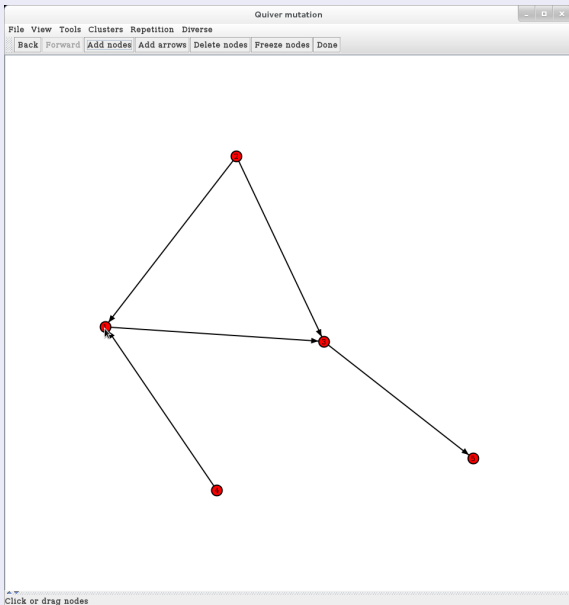 Quiver mutation
File View Tools Clusters Repetition Diverse
Back Forward Add nodes Add arrows Delete nodes Freeze nodes Done
Click or drag nodes